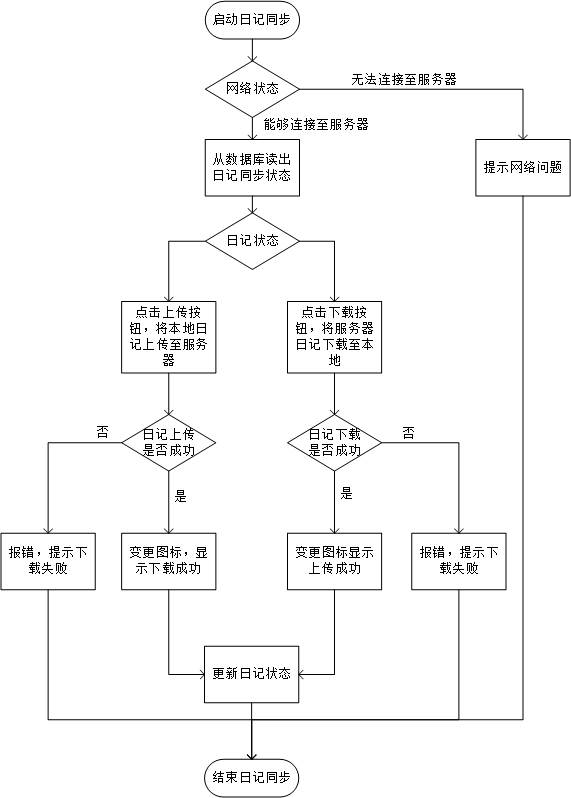 启动日记同步
网络状态
无法连接至服务器
能够连接至服务器
从数据库读出
日记同步状态
提示网络问题
日记状态
点击上传按
钮，将本地日
记上传至服务
器
点击下载按
钮，将服务器
日记下载至本
地
否
日记上传
是否成功
日记下载
是否成功
否
是
是
报错，提示下
载失败
变更图标，显
示下载成功
变更图标显示
上传成功
报错，提示下
载失败
更新日记状态
结束日记同步